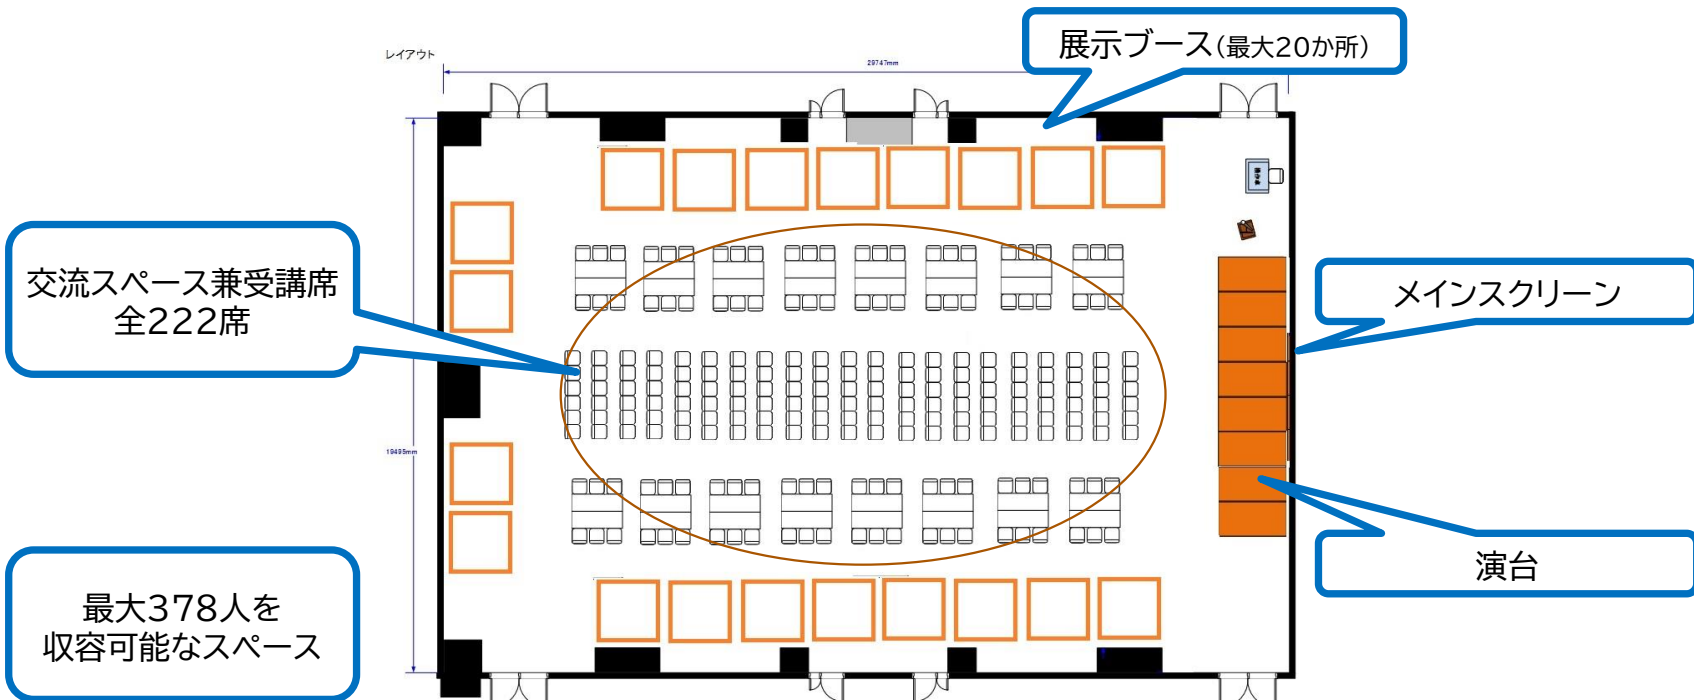 レイアウト
29747mm
展示ブース(最大20か所)
交流スペース兼受講席
全222席
メインスクリーン
19495mm
演台
最大378人を
収容可能なスペース